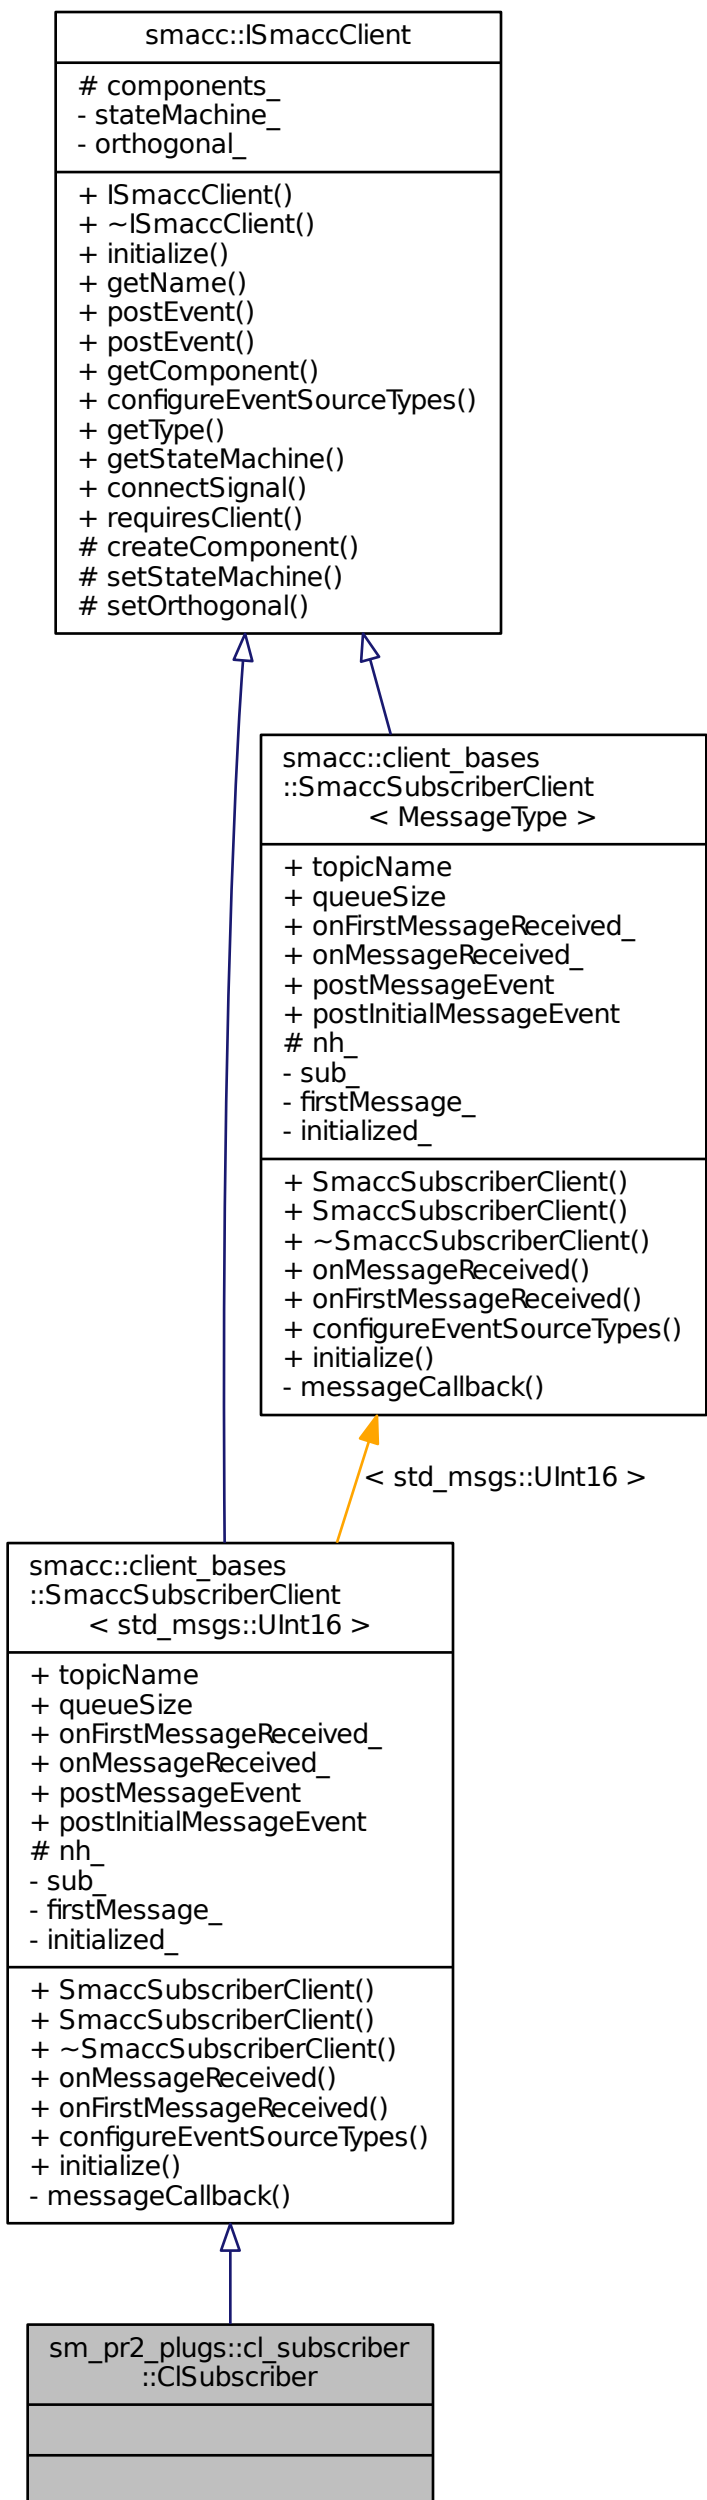 smacc::ISmaccClient
# components_
- stateMachine_
- orthogonal_
+ ISmaccClient()
+ ~ISmaccClient()
+ initialize()
+ getName()
+ postEvent()
+ postEvent()
+ getComponent()
+ configureEventSourceTypes()
+ getType()
+ getStateMachine()
+ connectSignal()
+ requiresClient()
# createComponent()
# setStateMachine()
# setOrthogonal()
smacc::client_bases
::SmaccSubscriberClient
< MessageType >
+ topicName
+ queueSize
+ onFirstMessageReceived_
+ onMessageReceived_
+ postMessageEvent
+ postInitialMessageEvent
# nh_
- sub_
- firstMessage_
- initialized_
+ SmaccSubscriberClient()
+ SmaccSubscriberClient()
+ ~SmaccSubscriberClient()
+ onMessageReceived()
+ onFirstMessageReceived()
+ configureEventSourceTypes()
+ initialize()
- messageCallback()
< std_msgs::UInt16 >
smacc::client_bases
::SmaccSubscriberClient
< std_msgs::UInt16 >
+ topicName
+ queueSize
+ onFirstMessageReceived_
+ onMessageReceived_
+ postMessageEvent
+ postInitialMessageEvent
# nh_
- sub_
- firstMessage_
- initialized_
+ SmaccSubscriberClient()
+ SmaccSubscriberClient()
+ ~SmaccSubscriberClient()
+ onMessageReceived()
+ onFirstMessageReceived()
+ configureEventSourceTypes()
+ initialize()
- messageCallback()
sm_pr2_plugs::cl_subscriber
::ClSubscriber